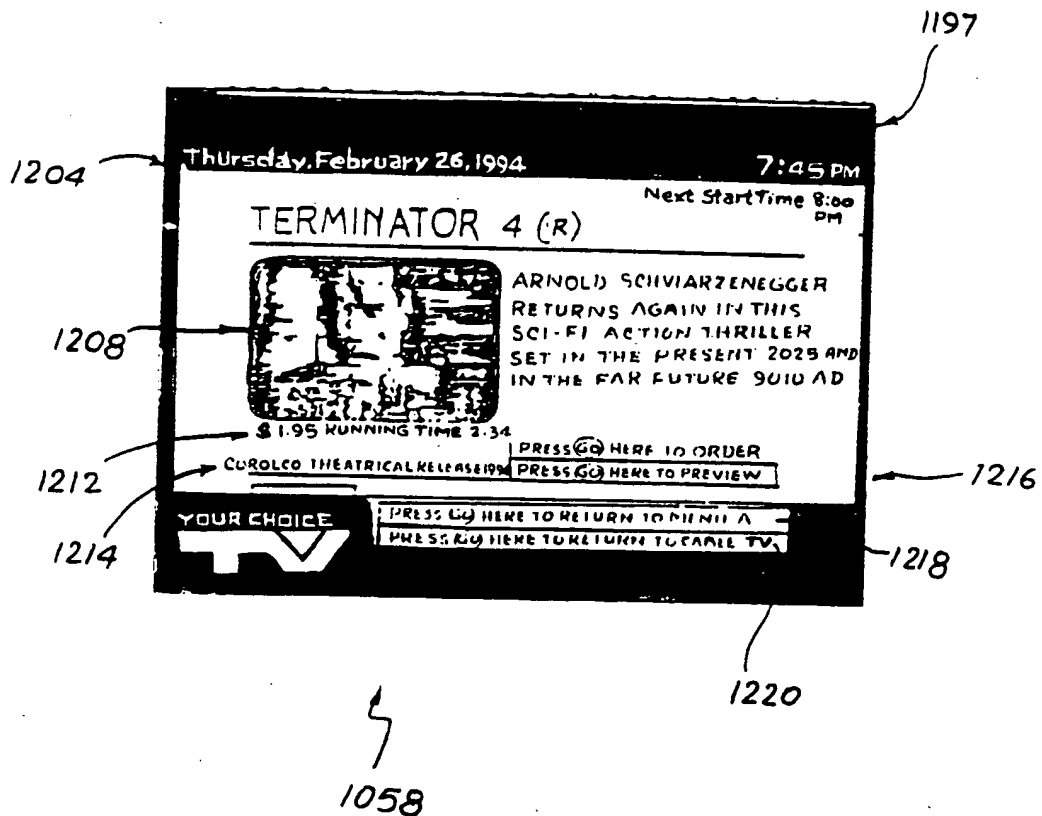 1197
1204
Thursday, February 26, 1994 7:45 PM
Next Start Time 8:00 PM
TERMINATOR 4 (R)
1208
ARNOLD SCHVIARZENEGGER
RETURNS AGAIN IN THIS
SCI-FI ACTION THRILLER
SET IN THE PRESENT 2025 AND
IN THE FAR FUTURE 9010 AD
1212
$1.95 RUNNING TIME 2:34
PRESS GO HERE TO ORDER
1214
COROLCO THEATRICAL RELEASE
PRESS GO HERE TO PREVIEW
1216
YOUR CHOICE
TV
PRESS GO HERE TO RETURN TO MENU A
PRESS GO HERE TO RETURN TO CABLE TV
1218
1220
1058